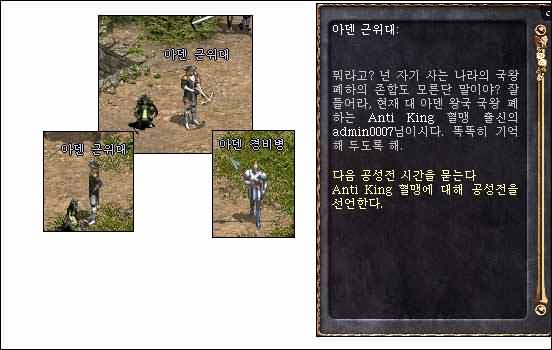 아덴 근위대
아덴 근위대
아덴 경비병
아덴 근위대:
뭐라고? 넌 자기 사는 나라의 국왕
폐하의 존함도 모른단 말이야? 잘
들어라, 현재 대 아덴 왕국 국왕 폐
하는 Anti King 혈맹 출신의
admin0007님이시다. 똑똑히 기억
해 두도록 해.
다음 공성전 시간을 묻는다
Anti King 혈맹에 대해 공성전을
선언한다.